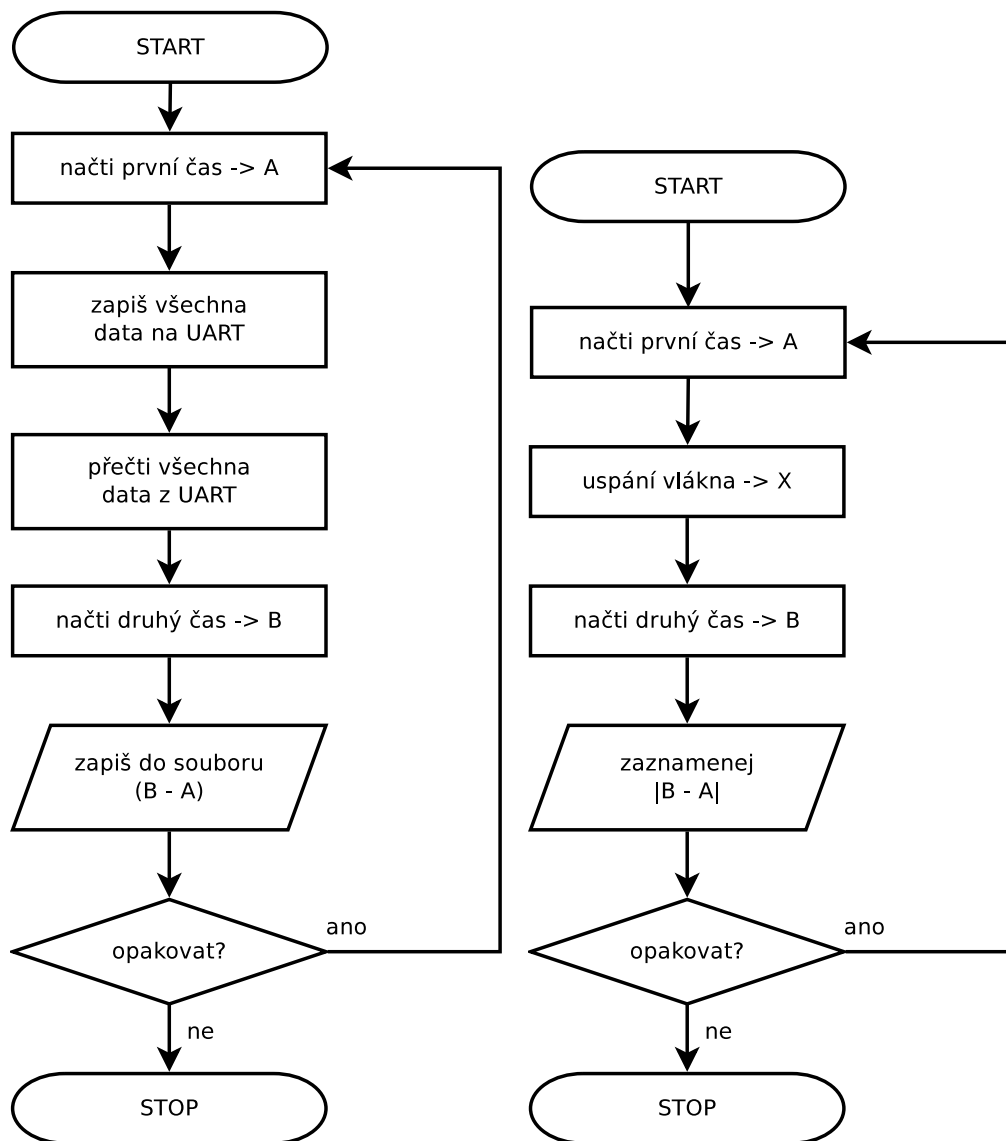 START
načti první čas -> A
zapiš všechna
data na UART
přečti všechna
data z UART
načti druhý čas -> B
zapiš do souboru
(B - A)
opakovat?
ano
ne
STOP
START
načti první čas -> A
uspání vlákna -> X
načti druhý čas -> B
zaznamenej
|B - A|
opakovat?
ano
ne
STOP